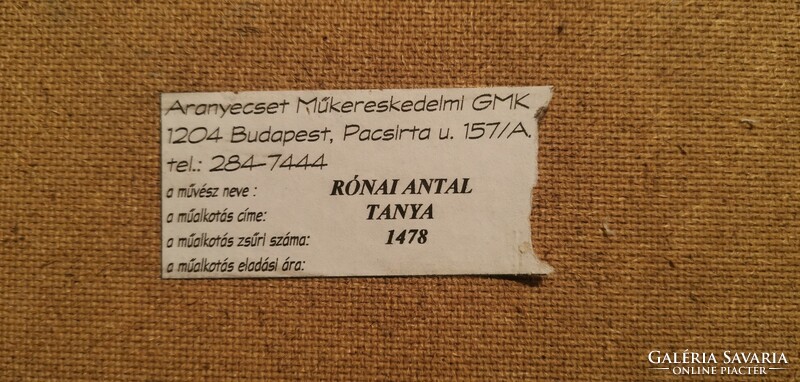 Aranyecset Műkereskedelmi GMK
1204 Budapest, Pacsirta u. 157/A.
tel.: 284-7444
a művész neve : RÓNAI ANTAL
a műalkotás címe: TANYA
a műalkotás zsűri száma: 1478
a műalkotás eladási ára:
GALÉRIA SAVARIA
ONLINE PIACTÉR